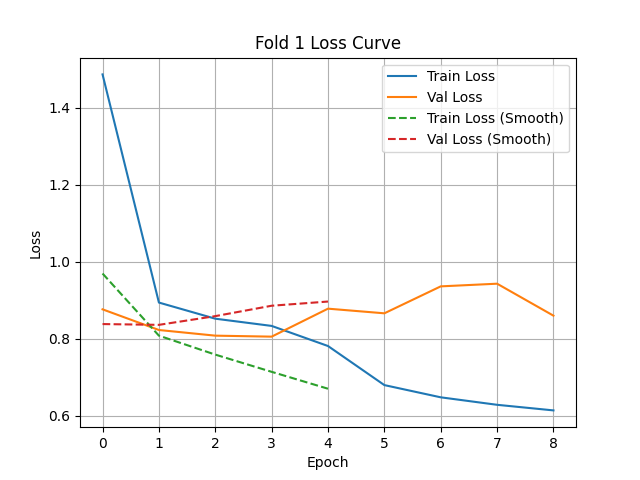 Fold 1 Loss Curve
Train Loss
Val Loss
Train Loss (Smooth)
Val Loss (Smooth)
Loss
1.4
1.2
1.0
0.8
0.6
0 1 2 3 4 5 6 7 8
Epoch